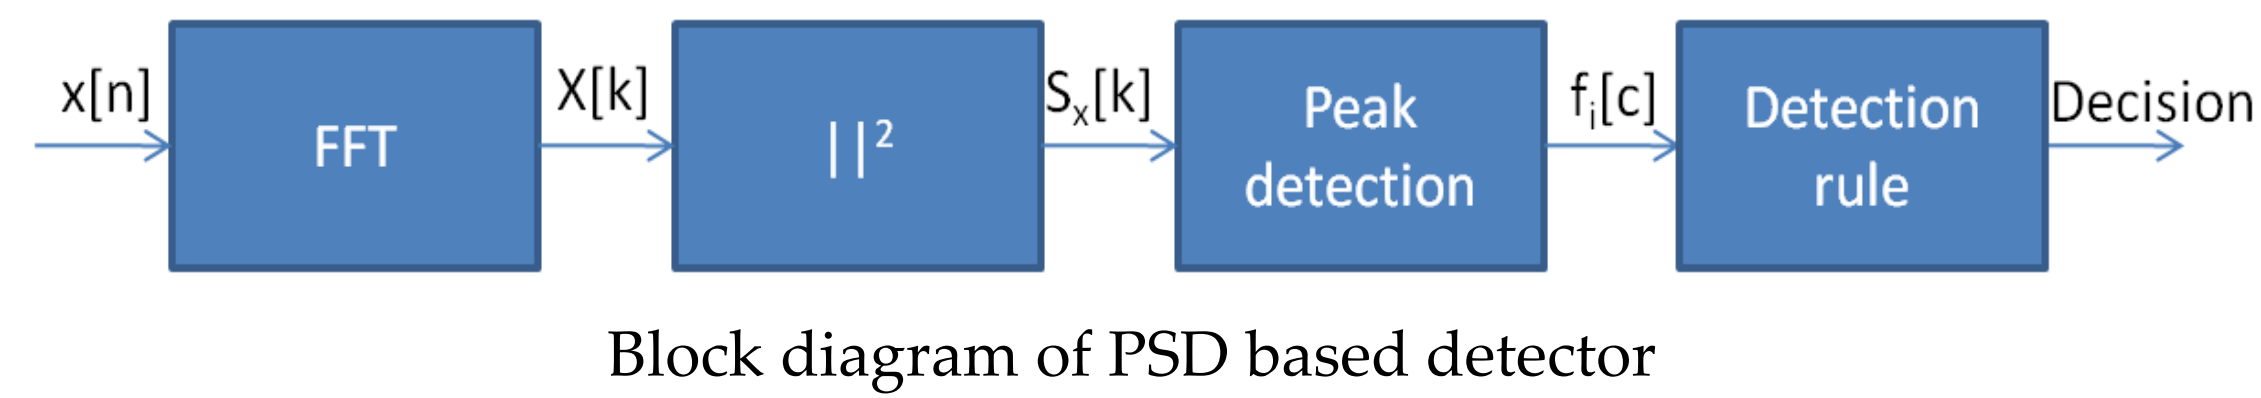 x[n]
FFT
X[k]
||²
Sₓ[k]
Peak
detection
fᵢ[c]
Detection
rule
Decision
Block diagram of PSD based detector